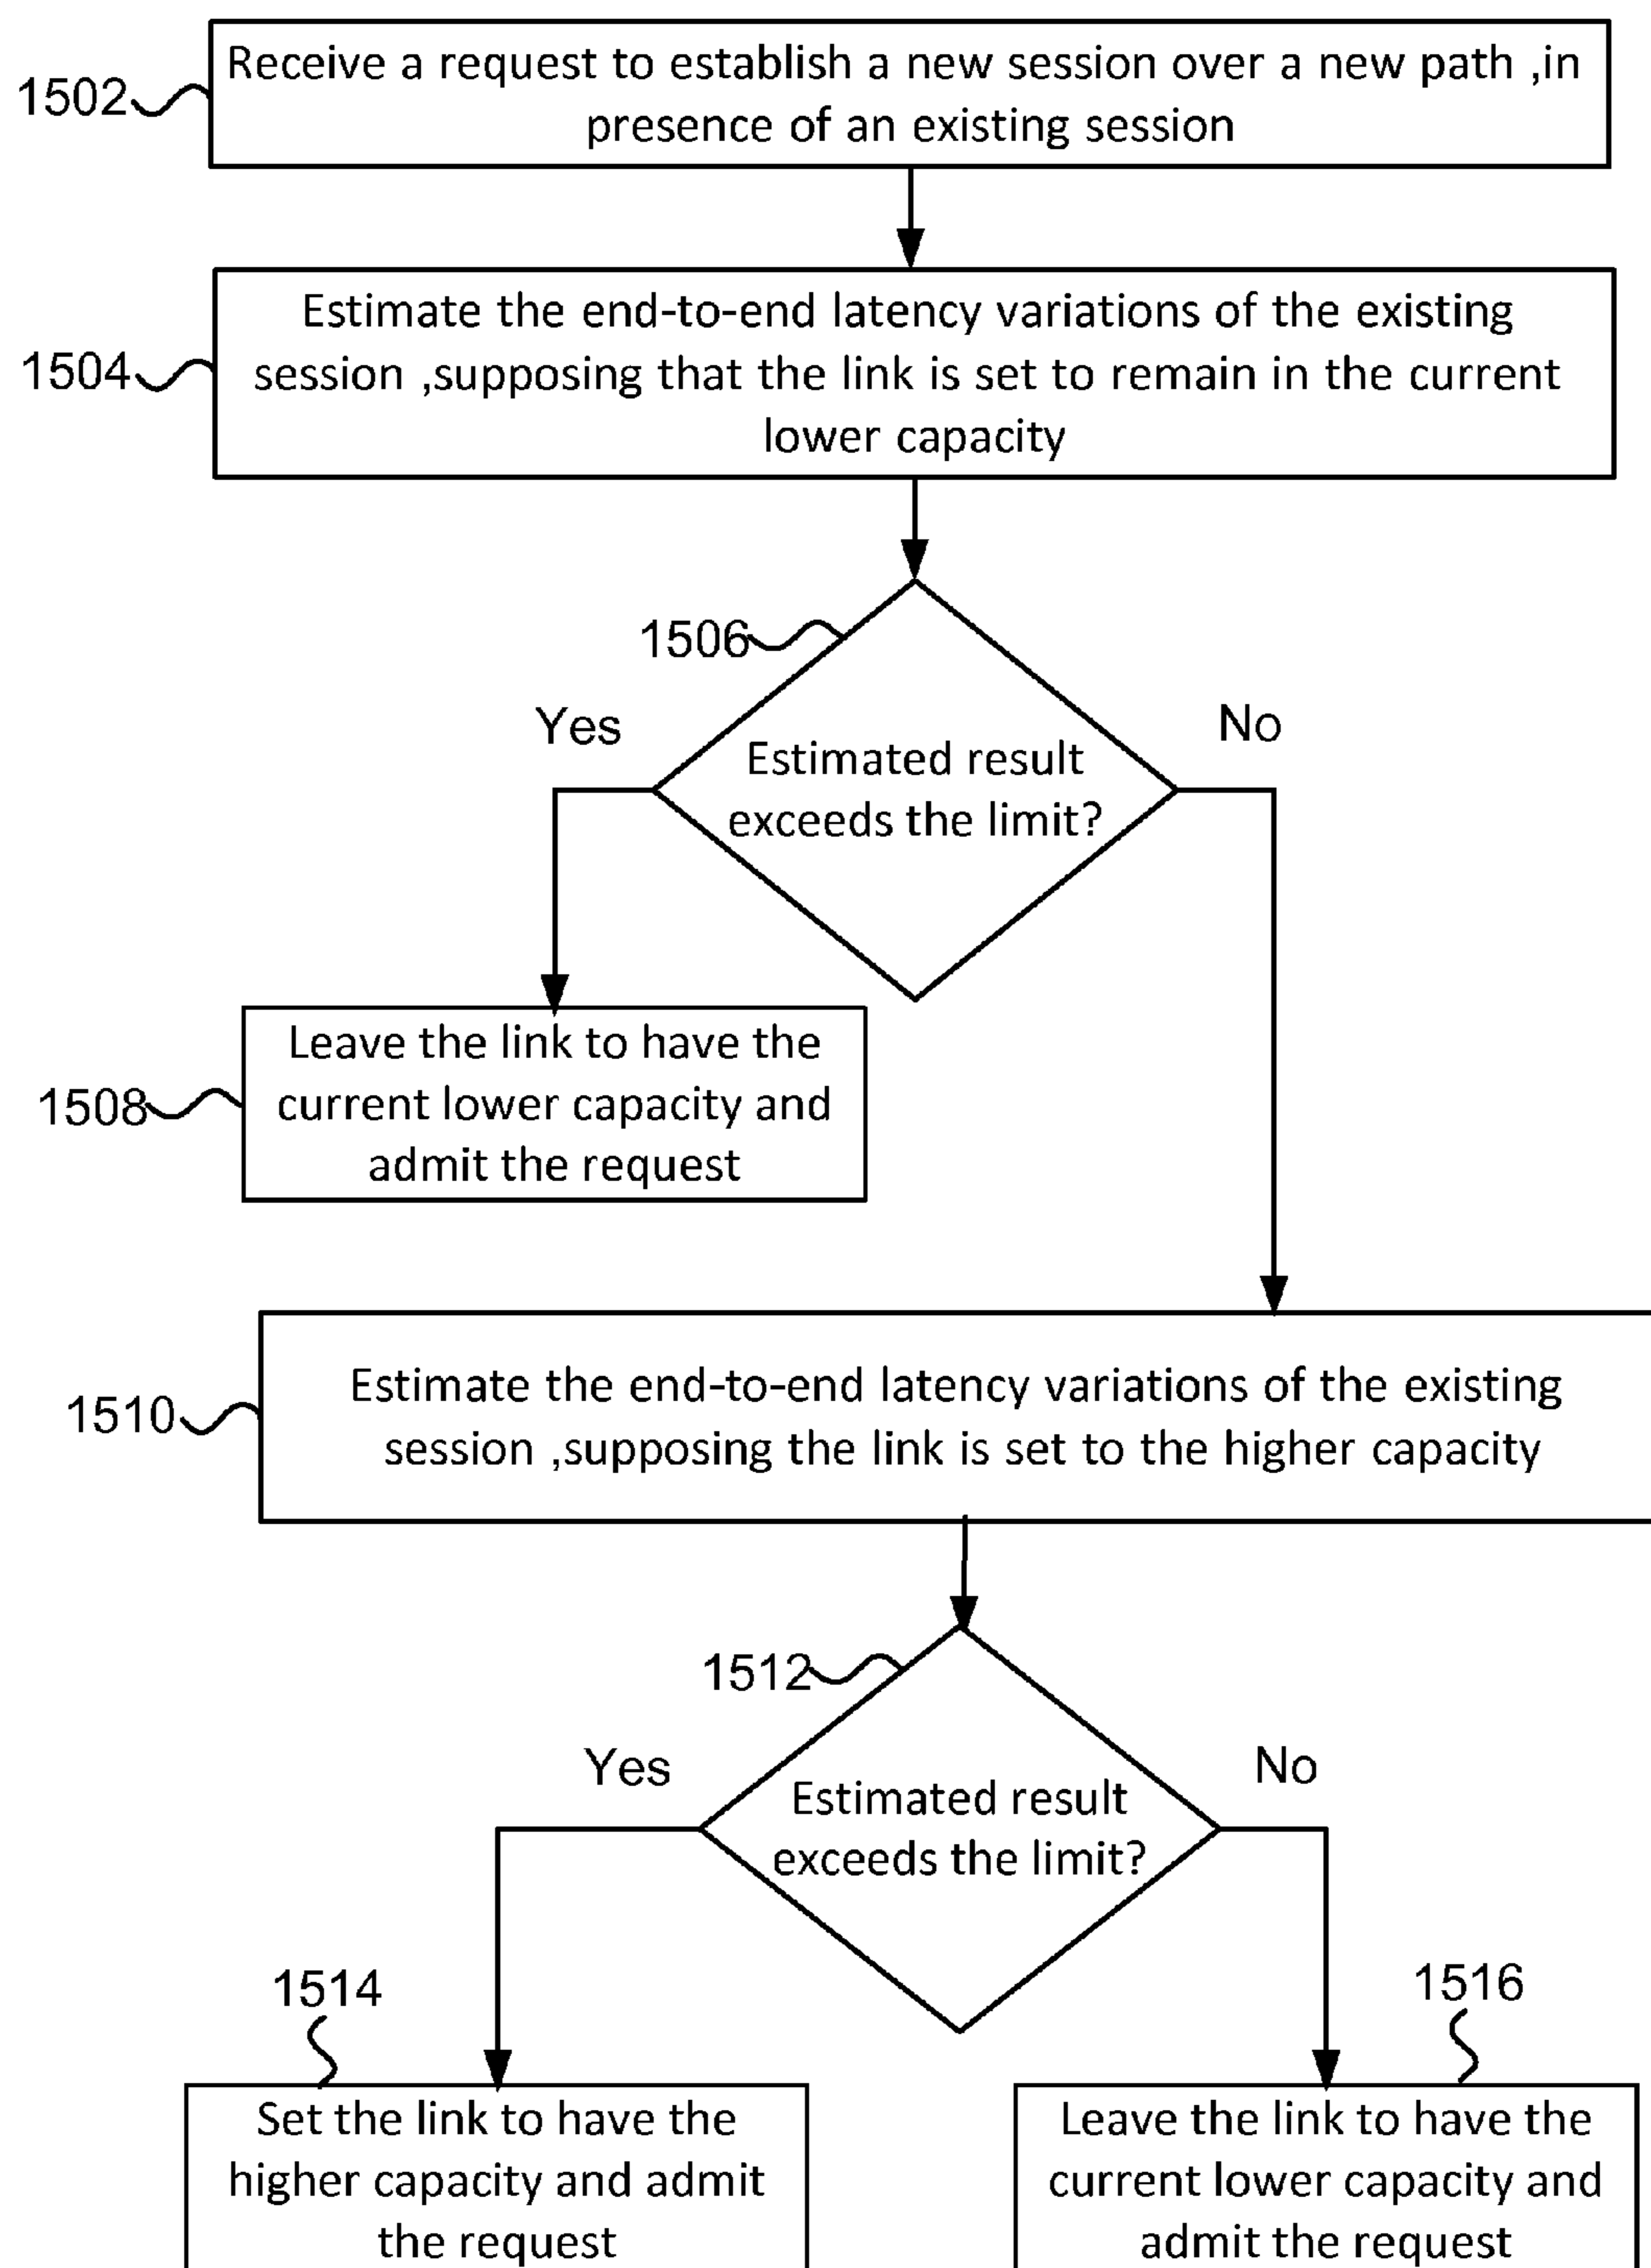 1502
Receive a request to establish a new session over a new path ,in
presence of an existing session
1504
Estimate the end-to-end latency variations of the existing
session ,supposing that the link is set to remain in the current
lower capacity
1506
Yes
No
Estimated result
exceeds the limit?
1508
Leave the link to have the
current lower capacity and
admit the request
1510
Estimate the end-to-end latency variations of the existing
session ,supposing the link is set to the higher capacity
1512
Yes
No
Estimated result
exceeds the limit?
1514
Set the link to have the
higher capacity and admit
the request
1516
Leave the link to have the
current lower capacity and
admit the request